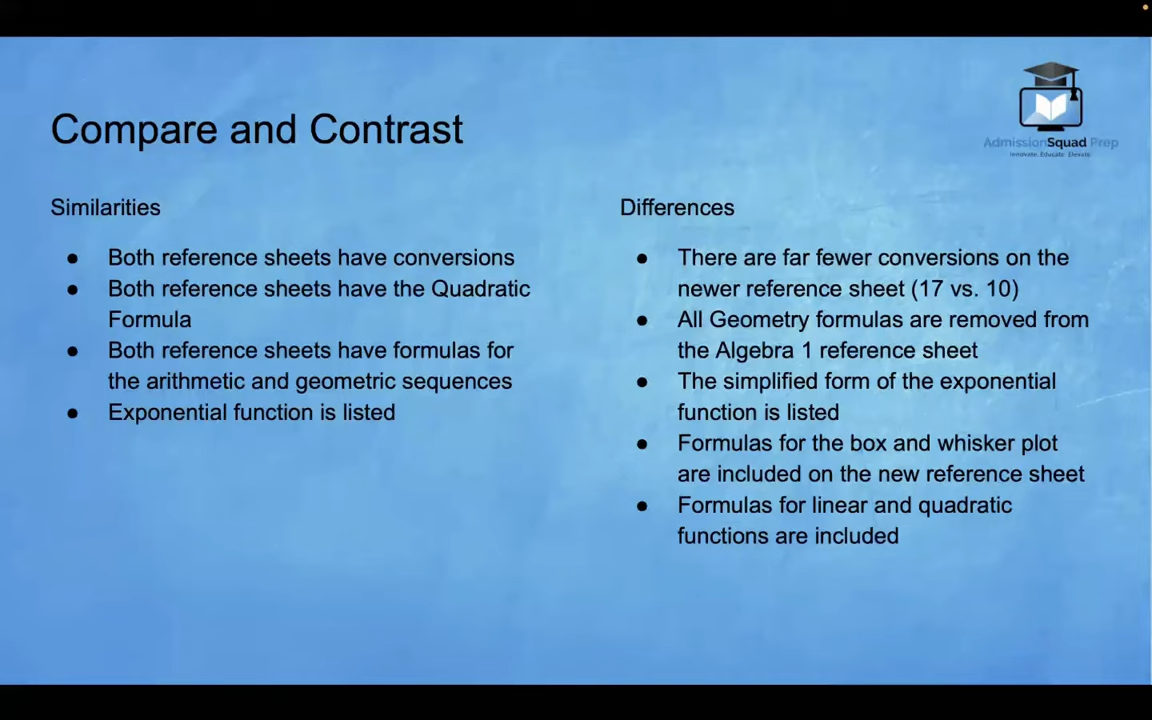 AdmissionSquad Prep
Innovate. Educate. Elevate.
Compare and Contrast
Similarities
● Both reference sheets have conversions
● Both reference sheets have the Quadratic
Formula
● Both reference sheets have formulas for
the arithmetic and geometric sequences
● Exponential function is listed
Differences
● There are far fewer conversions on the
newer reference sheet (17 vs. 10)
● All Geometry formulas are removed from
the Algebra 1 reference sheet
● The simplified form of the exponential
function is listed
● Formulas for the box and whisker plot
are included on the new reference sheet
● Formulas for linear and quadratic
functions are included